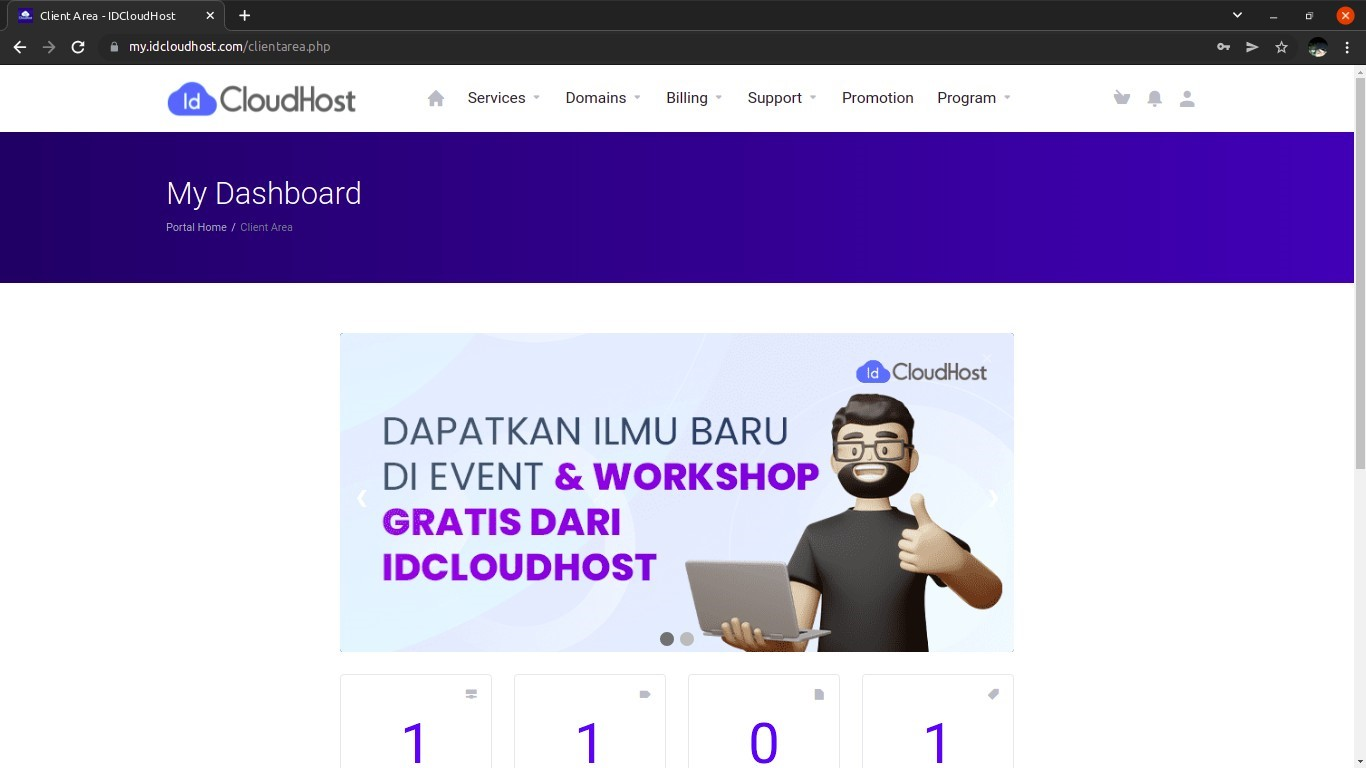 Client Area - IDCloudHost
my.idcloudhost.com/clientarea.php
Id CloudHost
Services
Domains
Billing
Support
Promotion
Program
My Dashboard
Portal Home / Client Area
Id CloudHost
DAPATKAN ILMU BARU
DI EVENT & WORKSHOP
GRATIS DARI
IDCLOUDHOST
1
1
0
1